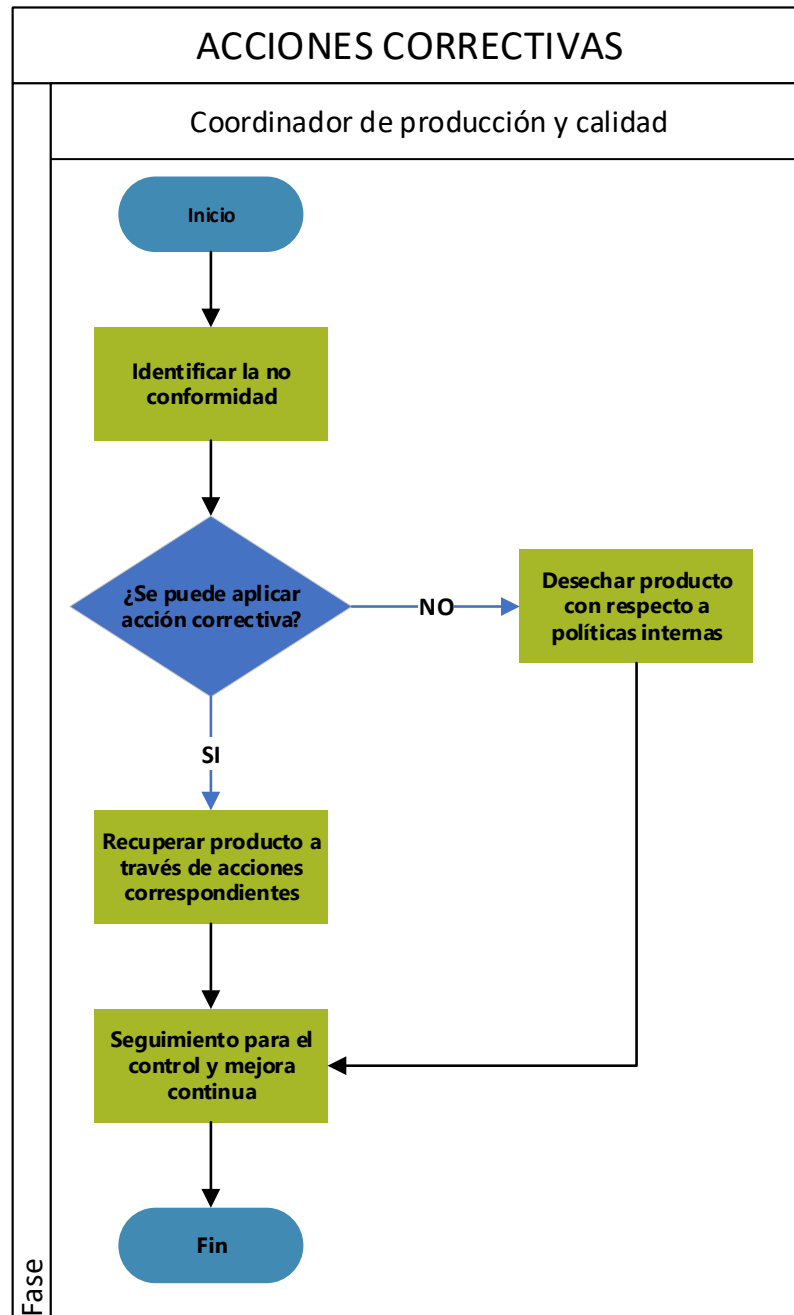 ACCIONES CORRECTIVAS
Coordinador de producción y calidad
Inicio
Identificar la no
conformidad
¿Se puede aplicar
acción correctiva?
NO
Desechar producto
con respecto a
políticas internas
SI
Recuperar producto a
través de acciones
correspondientes
Seguimiento para el
control y mejora
continua
Fin
Fase